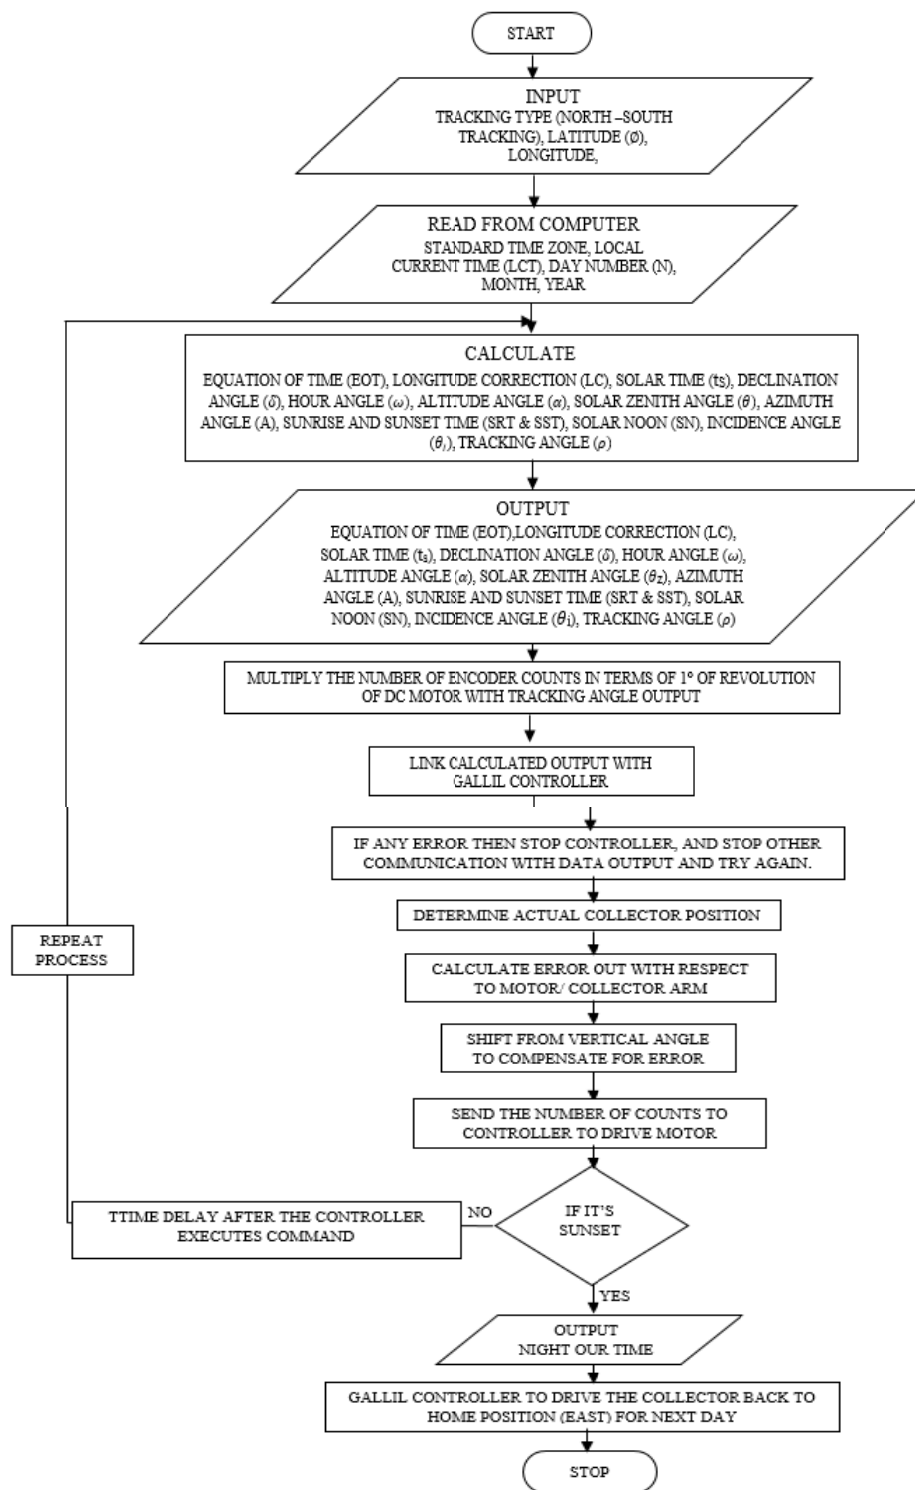 START
INPUT
TRACKING TYPE (NORTH –SOUTH
TRACKING), LATITUDE (Ø),
LONGITUDE,
READ FROM COMPUTER
STANDARD TIME ZONE, LOCAL
CURRENT TIME (LCT), DAY NUMBER (N),
MONTH, YEAR
CALCULATE
EQUATION OF TIME (EOT), LONGITUDE CORRECTION (LC), SOLAR TIME (tS), DECLINATION
ANGLE (δ), HOUR ANGLE (ω), ALTITUDE ANGLE (α), SOLAR ZENITH ANGLE (θ), AZIMUTH
ANGLE (A), SUNRISE AND SUNSET TIME (SRT & SST), SOLAR NOON (SN), INCIDENCE ANGLE
(θi), TRACKING ANGLE (ρ)
OUTPUT
EQUATION OF TIME (EOT),LONGITUDE CORRECTION (LC),
SOLAR TIME (ts), DECLINATION ANGLE (δ), HOUR ANGLE (ω),
ALTITUDE ANGLE (α), SOLAR ZENITH ANGLE (θz), AZIMUTH
ANGLE (A), SUNRISE AND SUNSET TIME (SRT & SST), SOLAR
NOON (SN), INCIDENCE ANGLE (θi), TRACKING ANGLE (ρ)
MULTIPLY THE NUMBER OF ENCODER COUNTS IN TERMS OF 1° OF REVOLUTION
OF DC MOTOR WITH TRACKING ANGLE OUTPUT
LINK CALCULATED OUTPUT WITH
GALLIL CONTROLLER
IF ANY ERROR THEN STOP CONTROLLER, AND STOP OTHER
COMMUNICATION WITH DATA OUTPUT AND TRY AGAIN.
DETERMINE ACTUAL COLLECTOR POSITION
REPEAT
PROCESS
CALCULATE ERROR OUT WITH RESPECT
TO MOTOR/ COLLECTOR ARM
SHIFT FROM VERTICAL ANGLE
TO COMPENSATE FOR ERROR
SEND THE NUMBER OF COUNTS TO
CONTROLLER TO DRIVE MOTOR
IF IT'S
SUNSET
NO
TTIME DELAY AFTER THE CONTROLLER
EXECUTES COMMAND
YES
OUTPUT
NIGHT OUR TIME
GALLIL CONTROLLER TO DRIVE THE COLLECTOR BACK TO
HOME POSITION (EAST) FOR NEXT DAY
STOP